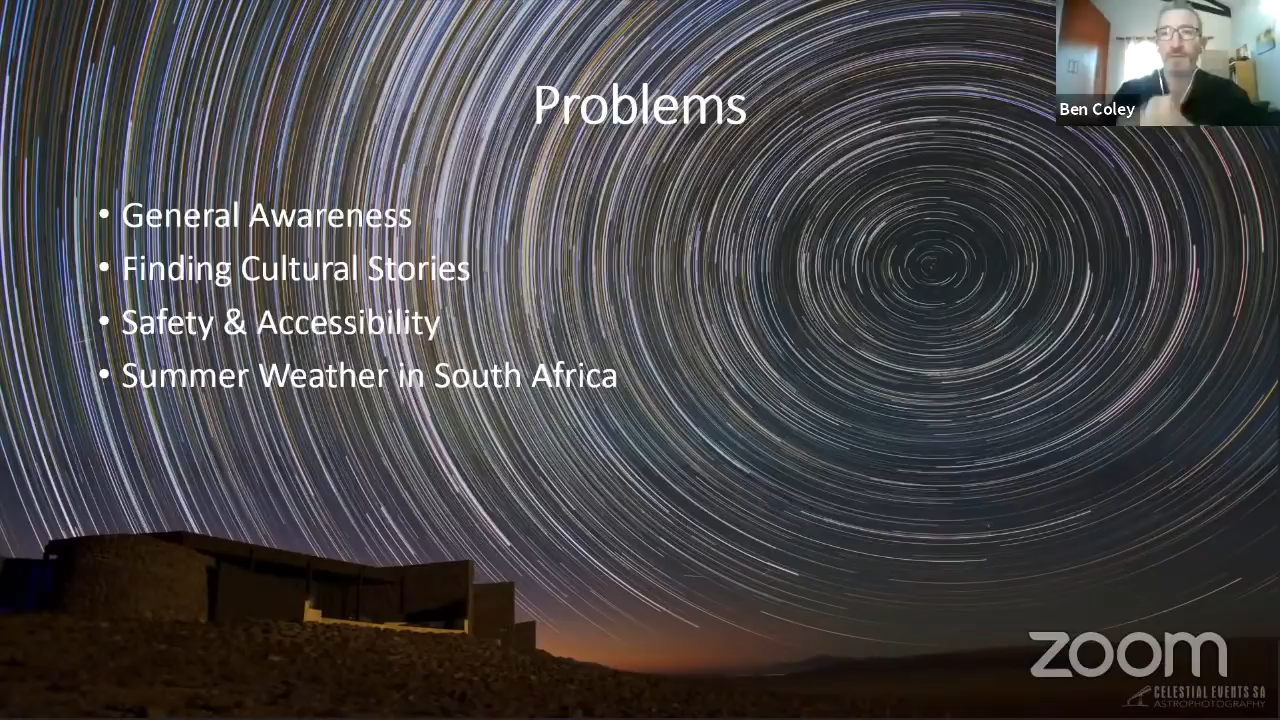 Problems
Ben Coley
• General Awareness
• Finding Cultural Stories
• Safety & Accessibility
• Summer Weather in South Africa
zoom
CELESTIAL EVENTS SA
ASTROPHOTOGRAPHY